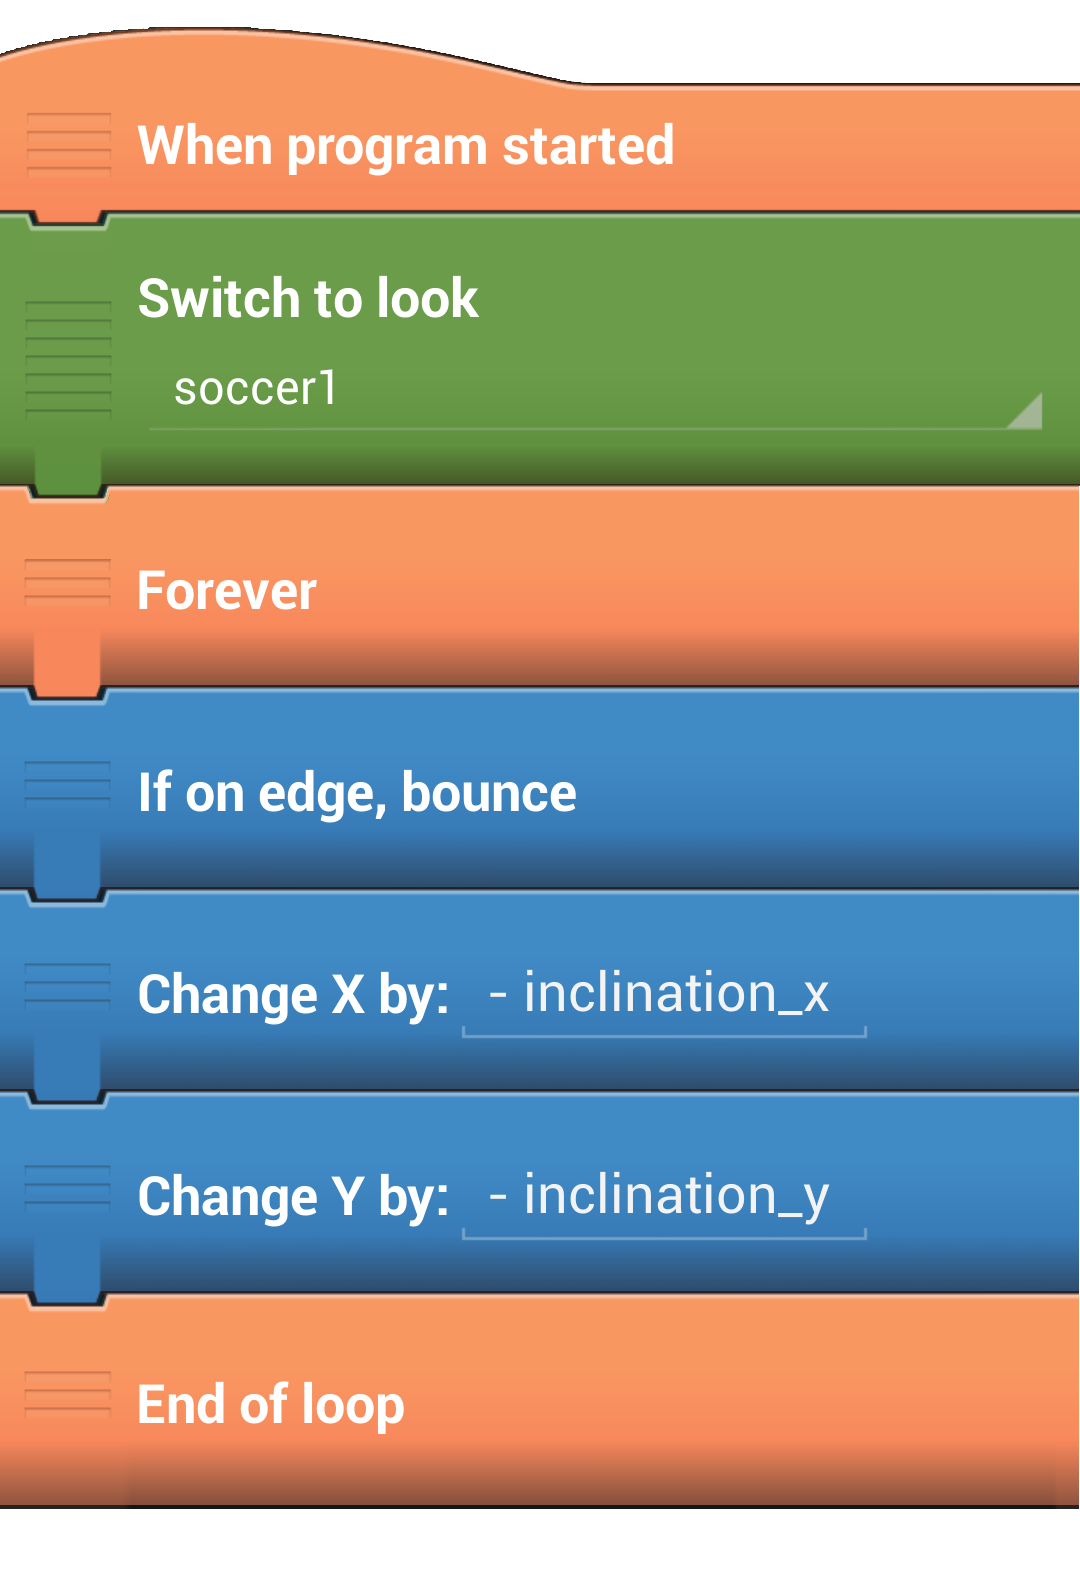 When program started
Switch to look
soccer1
Forever
If on edge, bounce
Change X by: - inclination_x
Change Y by: - inclination_y
End of loop